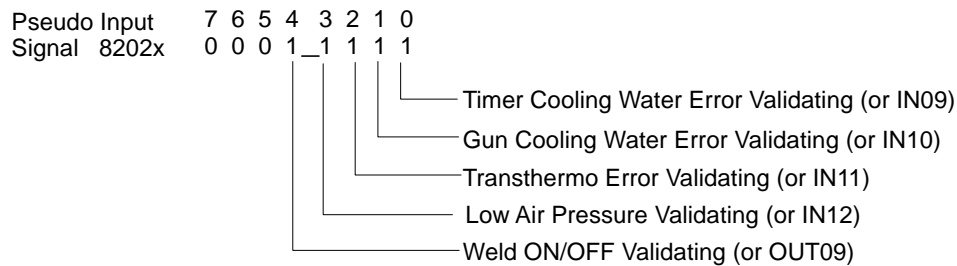 Pseudo Input 7 6 5 4 3 2 1 0
Signal 8202x 0 0 0 1_1 1 1 1
Timer Cooling Water Error Validating (or IN09)
Gun Cooling Water Error Validating (or IN10)
Transthermo Error Validating (or IN11)
Low Air Pressure Validating (or IN12)
Weld ON/OFF Validating (or OUT09)